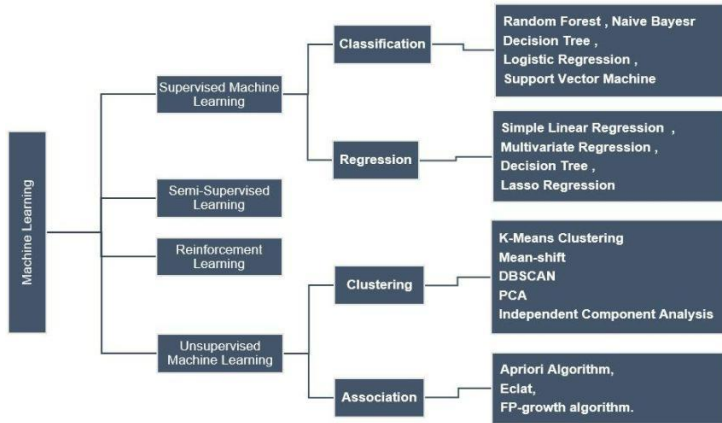 Machine Learning
Supervised Machine
Learning
Semi-Supervised
Learning
Reinforcement
Learning
Unsupervised
Machine Learning
Classification
Regression
Clustering
Association
Random Forest , Naive Bayesr
Decision Tree ,
Logistic Regression ,
Support Vector Machine
Simple Linear Regression ,
Multivariate Regression ,
Decision Tree ,
Lasso Regression
K-Means Clustering
Mean-shift
DBSCAN
PCA
Independent Component Analysis
Apriori Algorithm,
Eclat,
FP-growth algorithm.